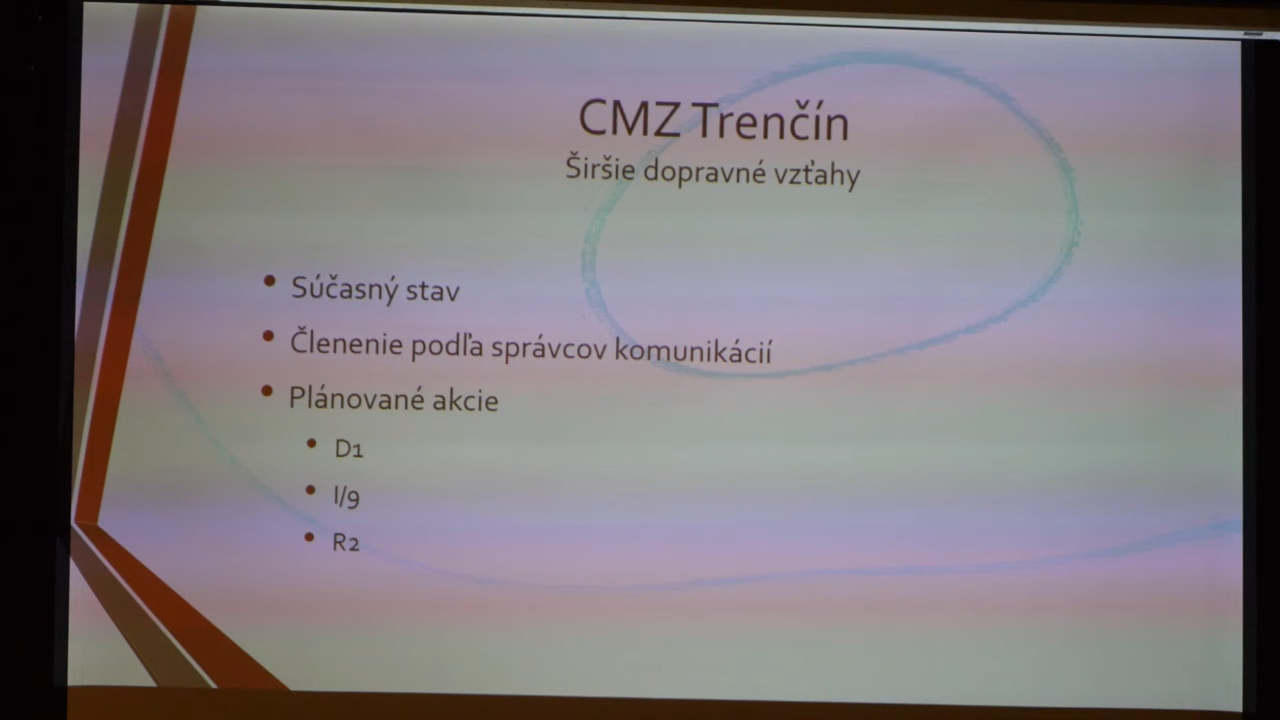 CMZ Trenčín
Širšie dopravné vzťahy
• Súčasný stav
• Členenie podľa správcov komunikácií
• Plánované akcie
• D1
• I/9
• R2